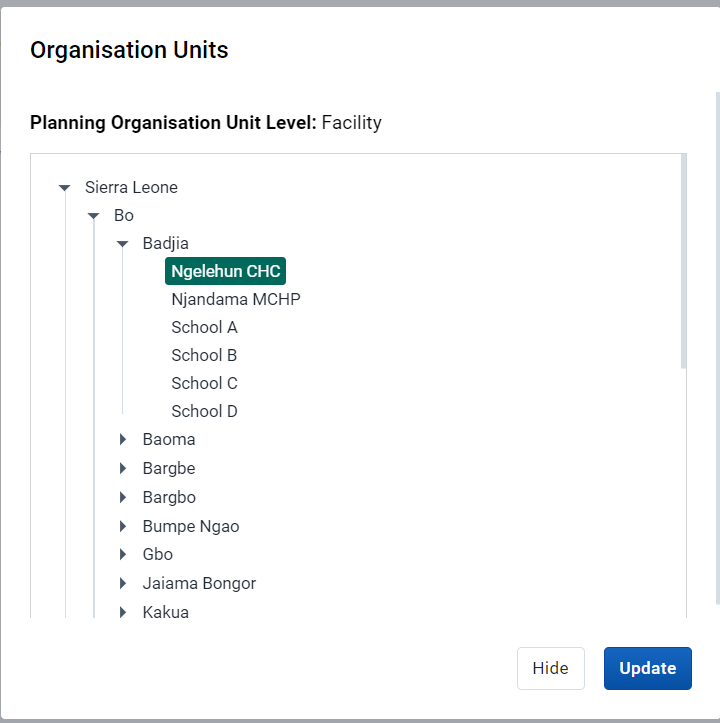 Organisation Units
Planning Organisation Unit Level: Facility
Sierra Leone
Bo
Badjia
Ngelehun CHC
Njandama MCHP
School A
School B
School C
School D
Baoma
Bargbe
Bargbo
Bumpe Ngao
Gbo
Jaiama Bongor
Kakua
Hide
Update